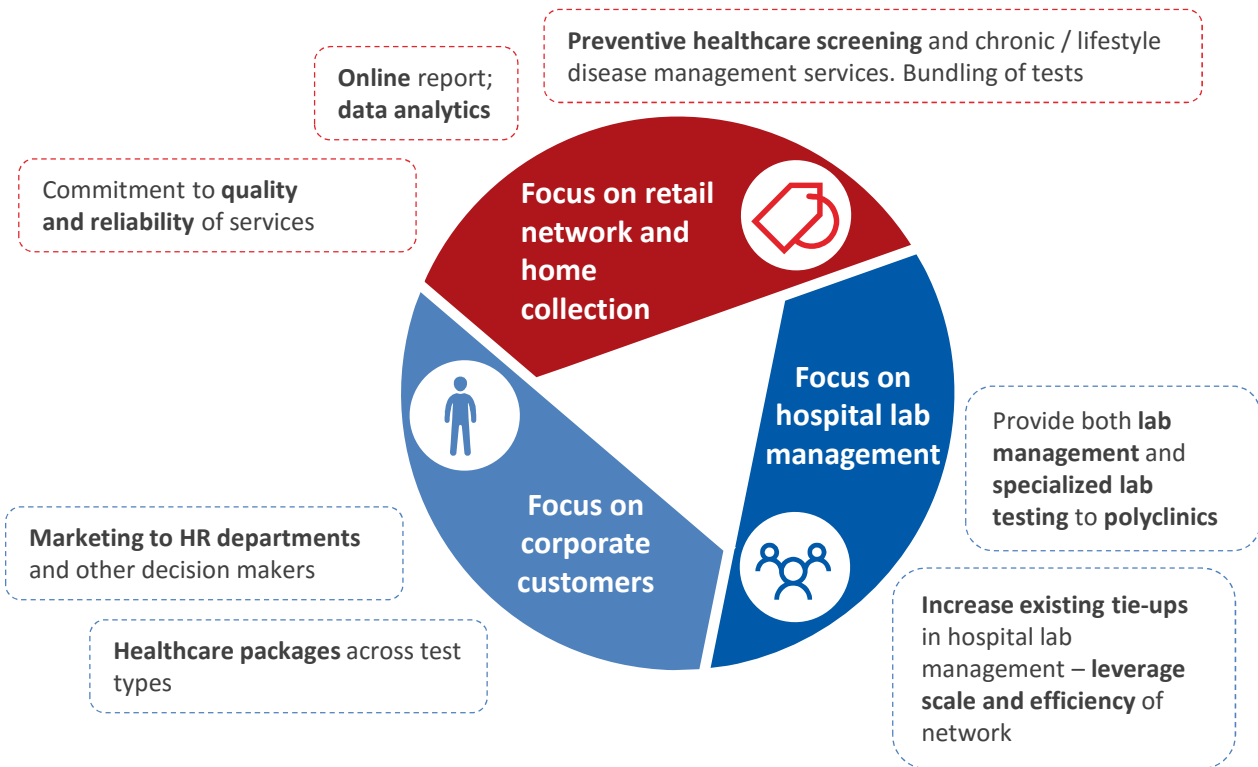 Preventive healthcare screening and chronic / lifestyle
disease management services. Bundling of tests
Online report;
data analytics
Commitment to quality
and reliability of services
Focus on retail
network and
home
collection
Focus on
hospital lab
management
Provide both lab
management and
specialized lab
testing to polyclinics
Focus on
corporate
customers
Marketing to HR departments
and other decision makers
Healthcare packages across test
types
Increase existing tie-ups
in hospital lab
management – leverage
scale and efficiency of
network